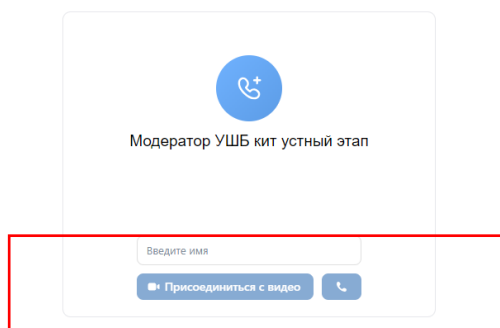 Модератор УШБ кит устный этап
Введите имя
Присоединиться с видео